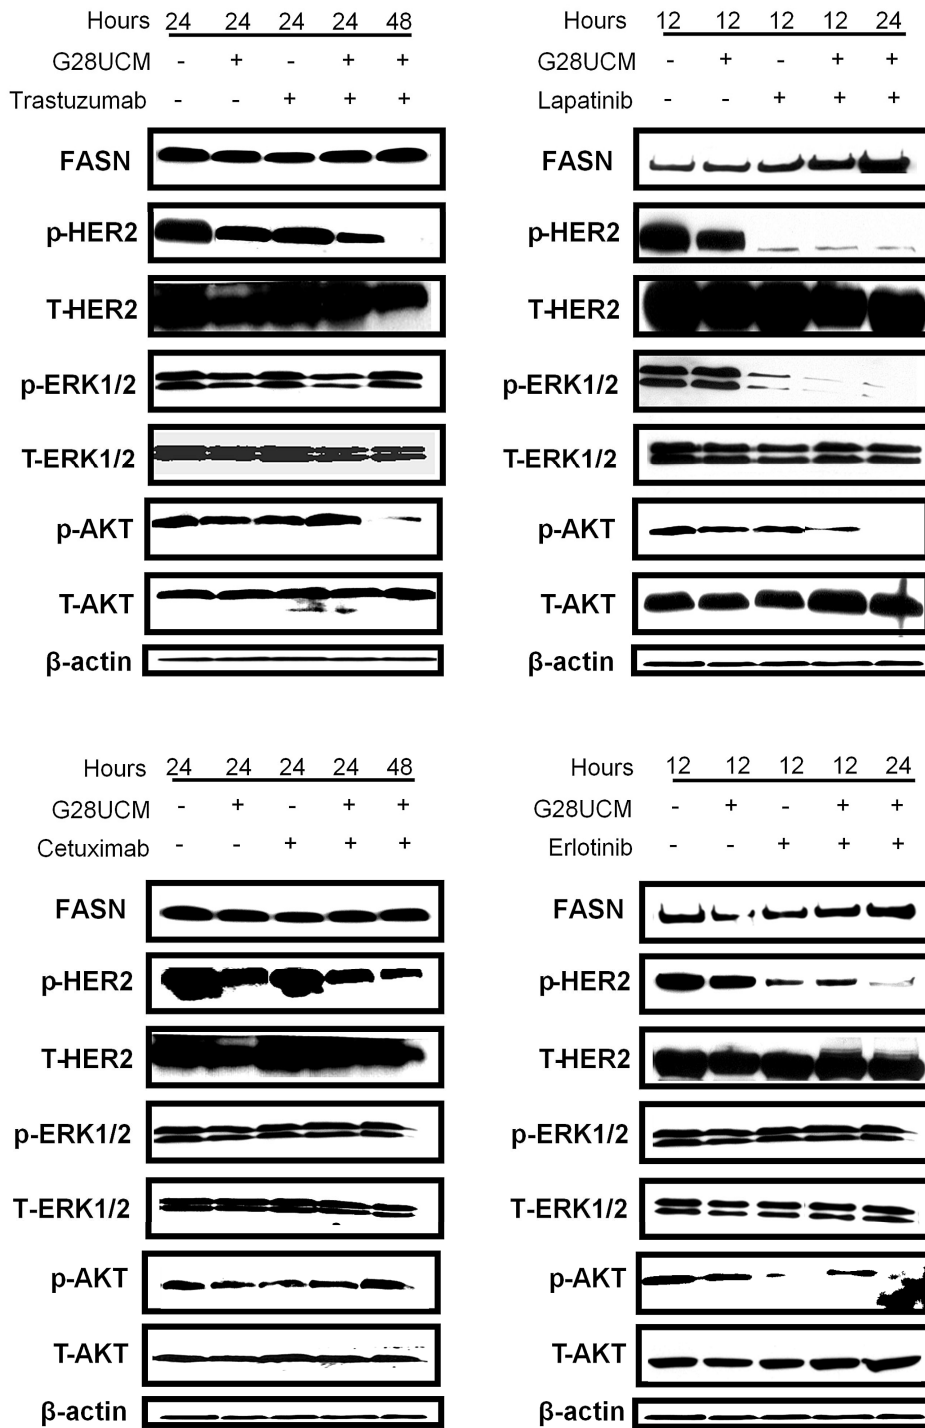 Hours 24 24 24 24 48
G28UCM - + - + +
Trastuzumab - - + + +
FASN
p-HER2
T-HER2
p-ERK1/2
T-ERK1/2
p-AKT
T-AKT
β-actin
Hours 12 12 12 12 24
G28UCM - + - + +
Lapatinib - - + + +
FASN
p-HER2
T-HER2
p-ERK1/2
T-ERK1/2
p-AKT
T-AKT
β-actin
Hours 24 24 24 24 48
G28UCM - + - + +
Cetuximab - - + + +
FASN
p-HER2
T-HER2
p-ERK1/2
T-ERK1/2
p-AKT
T-AKT
β-actin
Hours 12 12 12 12 24
G28UCM - + - + +
Erlotinib - - + + +
FASN
p-HER2
T-HER2
p-ERK1/2
T-ERK1/2
p-AKT
T-AKT
β-actin